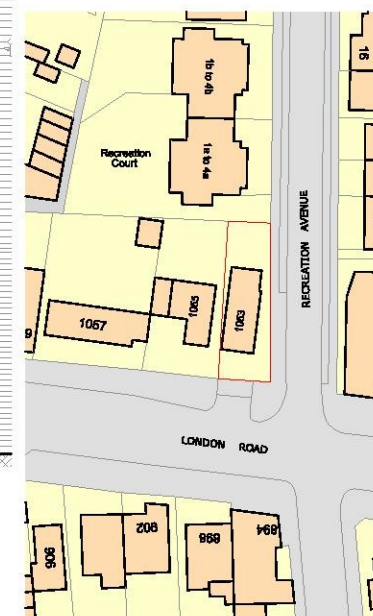 1b to 4b
16
1a to 4a
Recreation
Court
RECREATION AVENUE
1065
1063
1057
9
LONDON ROAD
902
898
894
906